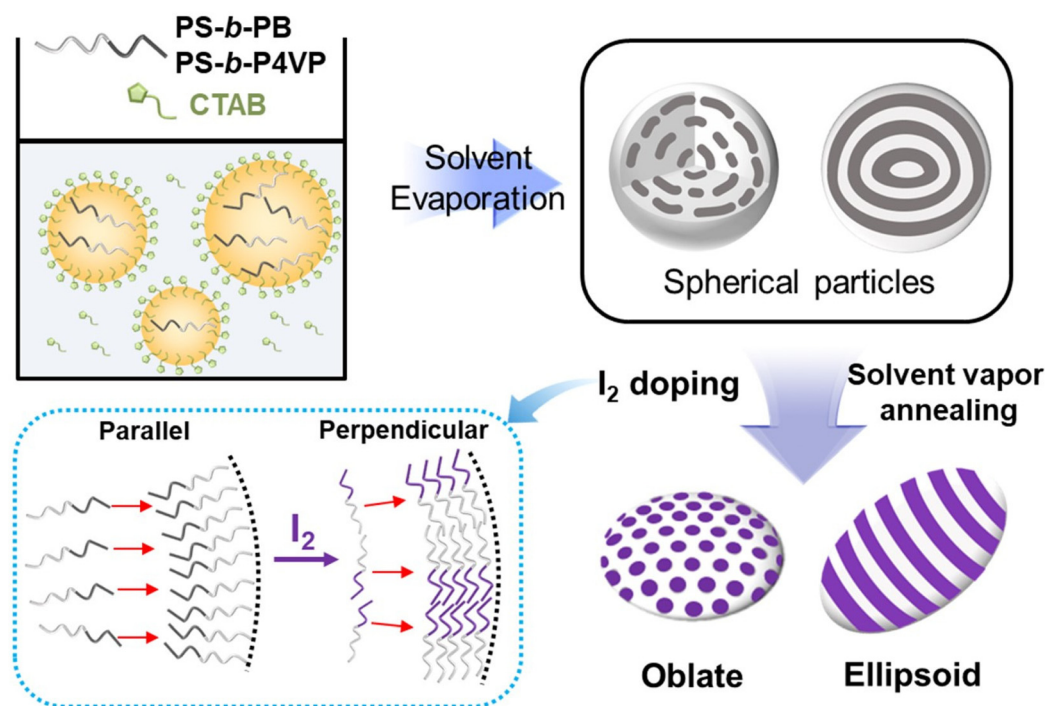 PS-b-PB
PS-b-P4VP
CTAB
Solvent
Evaporation
Spherical particles
I₂ doping
Solvent vapor
annealing
Parallel
Perpendicular
I₂
Oblate
Ellipsoid